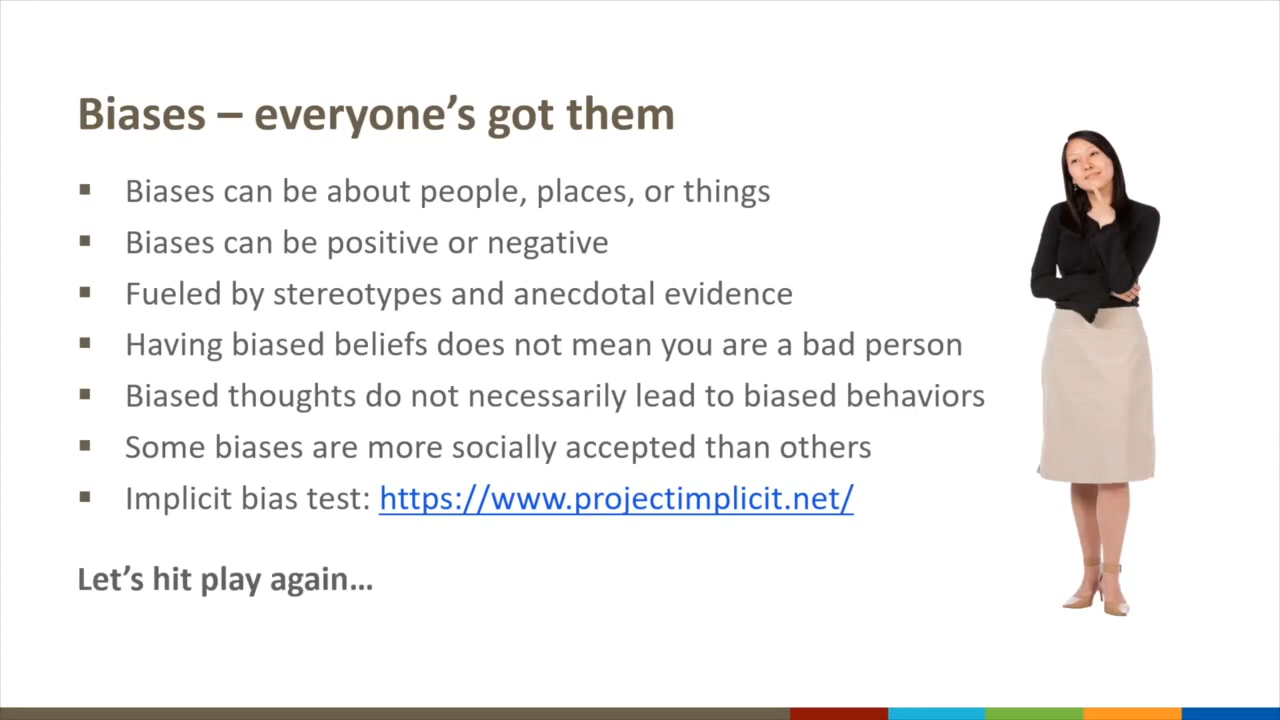 Biases – everyone’s got them
▪ Biases can be about people, places, or things
▪ Biases can be positive or negative
▪ Fueled by stereotypes and anecdotal evidence
▪ Having biased beliefs does not mean you are a bad person
▪ Biased thoughts do not necessarily lead to biased behaviors
▪ Some biases are more socially accepted than others
▪ Implicit bias test: https://www.projectimplicit.net/
Let’s hit play again…